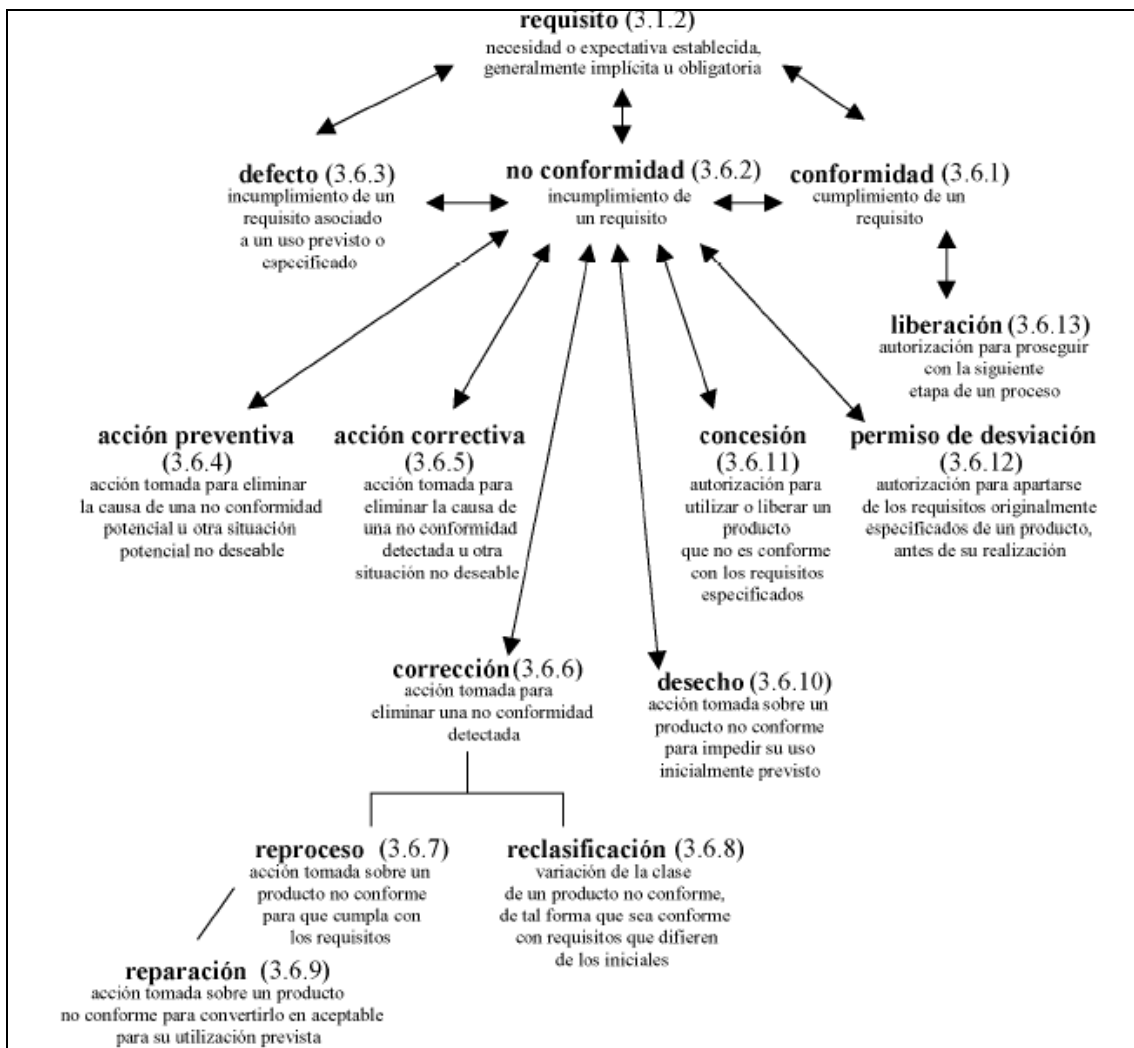 requisito (3.1.2)
necesidad o expectativa establecida,
generalmente implícita u obligatoria
defecto (3.6.3)
incumplimiento de un
requisito asociado
a un uso previsto o
especificado
no conformidad (3.6.2)
incumplimiento de
un requisito
conformidad (3.6.1)
cumplimiento de un
requisito
liberación (3.6.13)
autorización para proseguir
con la siguiente
etapa de un proceso
acción preventiva
(3.6.4)
acción tomada para eliminar
la causa de una no conformidad
potencial u otra situación
potencial no deseable
acción correctiva
(3.6.5)
acción tomada para
eliminar la causa de
una no conformidad
detectada u otra
situación no deseable
concesión
(3.6.11)
autorización para
utilizar o liberar un
producto
que no es conforme
con los requisitos
especificados
permiso de desviación
(3.6.12)
autorización para apartarse
de los requisitos originalmente
especificados de un producto,
antes de su realización
corrección (3.6.6)
acción tomada para
eliminar una no conformidad
detectada
desecho (3.6.10)
acción tomada sobre un
producto no conforme
para impedir su uso
inicialmente previsto
reproceso (3.6.7)
acción tomada sobre un
producto no conforme
para que cumpla con
los requisitos
reclasificación (3.6.8)
variación de la clase
de un producto no conforme,
de tal forma que sea conforme
con requisitos que difieren
de los iniciales
reparación (3.6.9)
acción tomada sobre un producto
no conforme para convertirlo en aceptable
para su utilización prevista